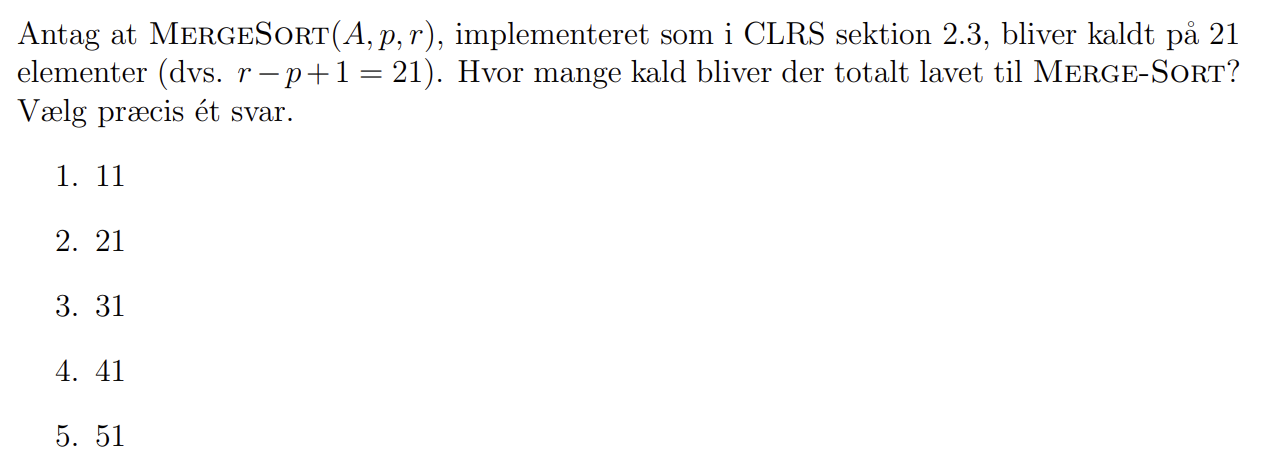 Antag at MERGESORT(A, p, r), implementeret som i CLRS sektion 2.3, bliver kaldt på 21
elementer (dvs. r − p + 1 = 21). Hvor mange kald bliver der totalt lavet til MERGE-SORT?
Vælg præcis ét svar.
1. 11
2. 21
3. 31
4. 41
5. 51